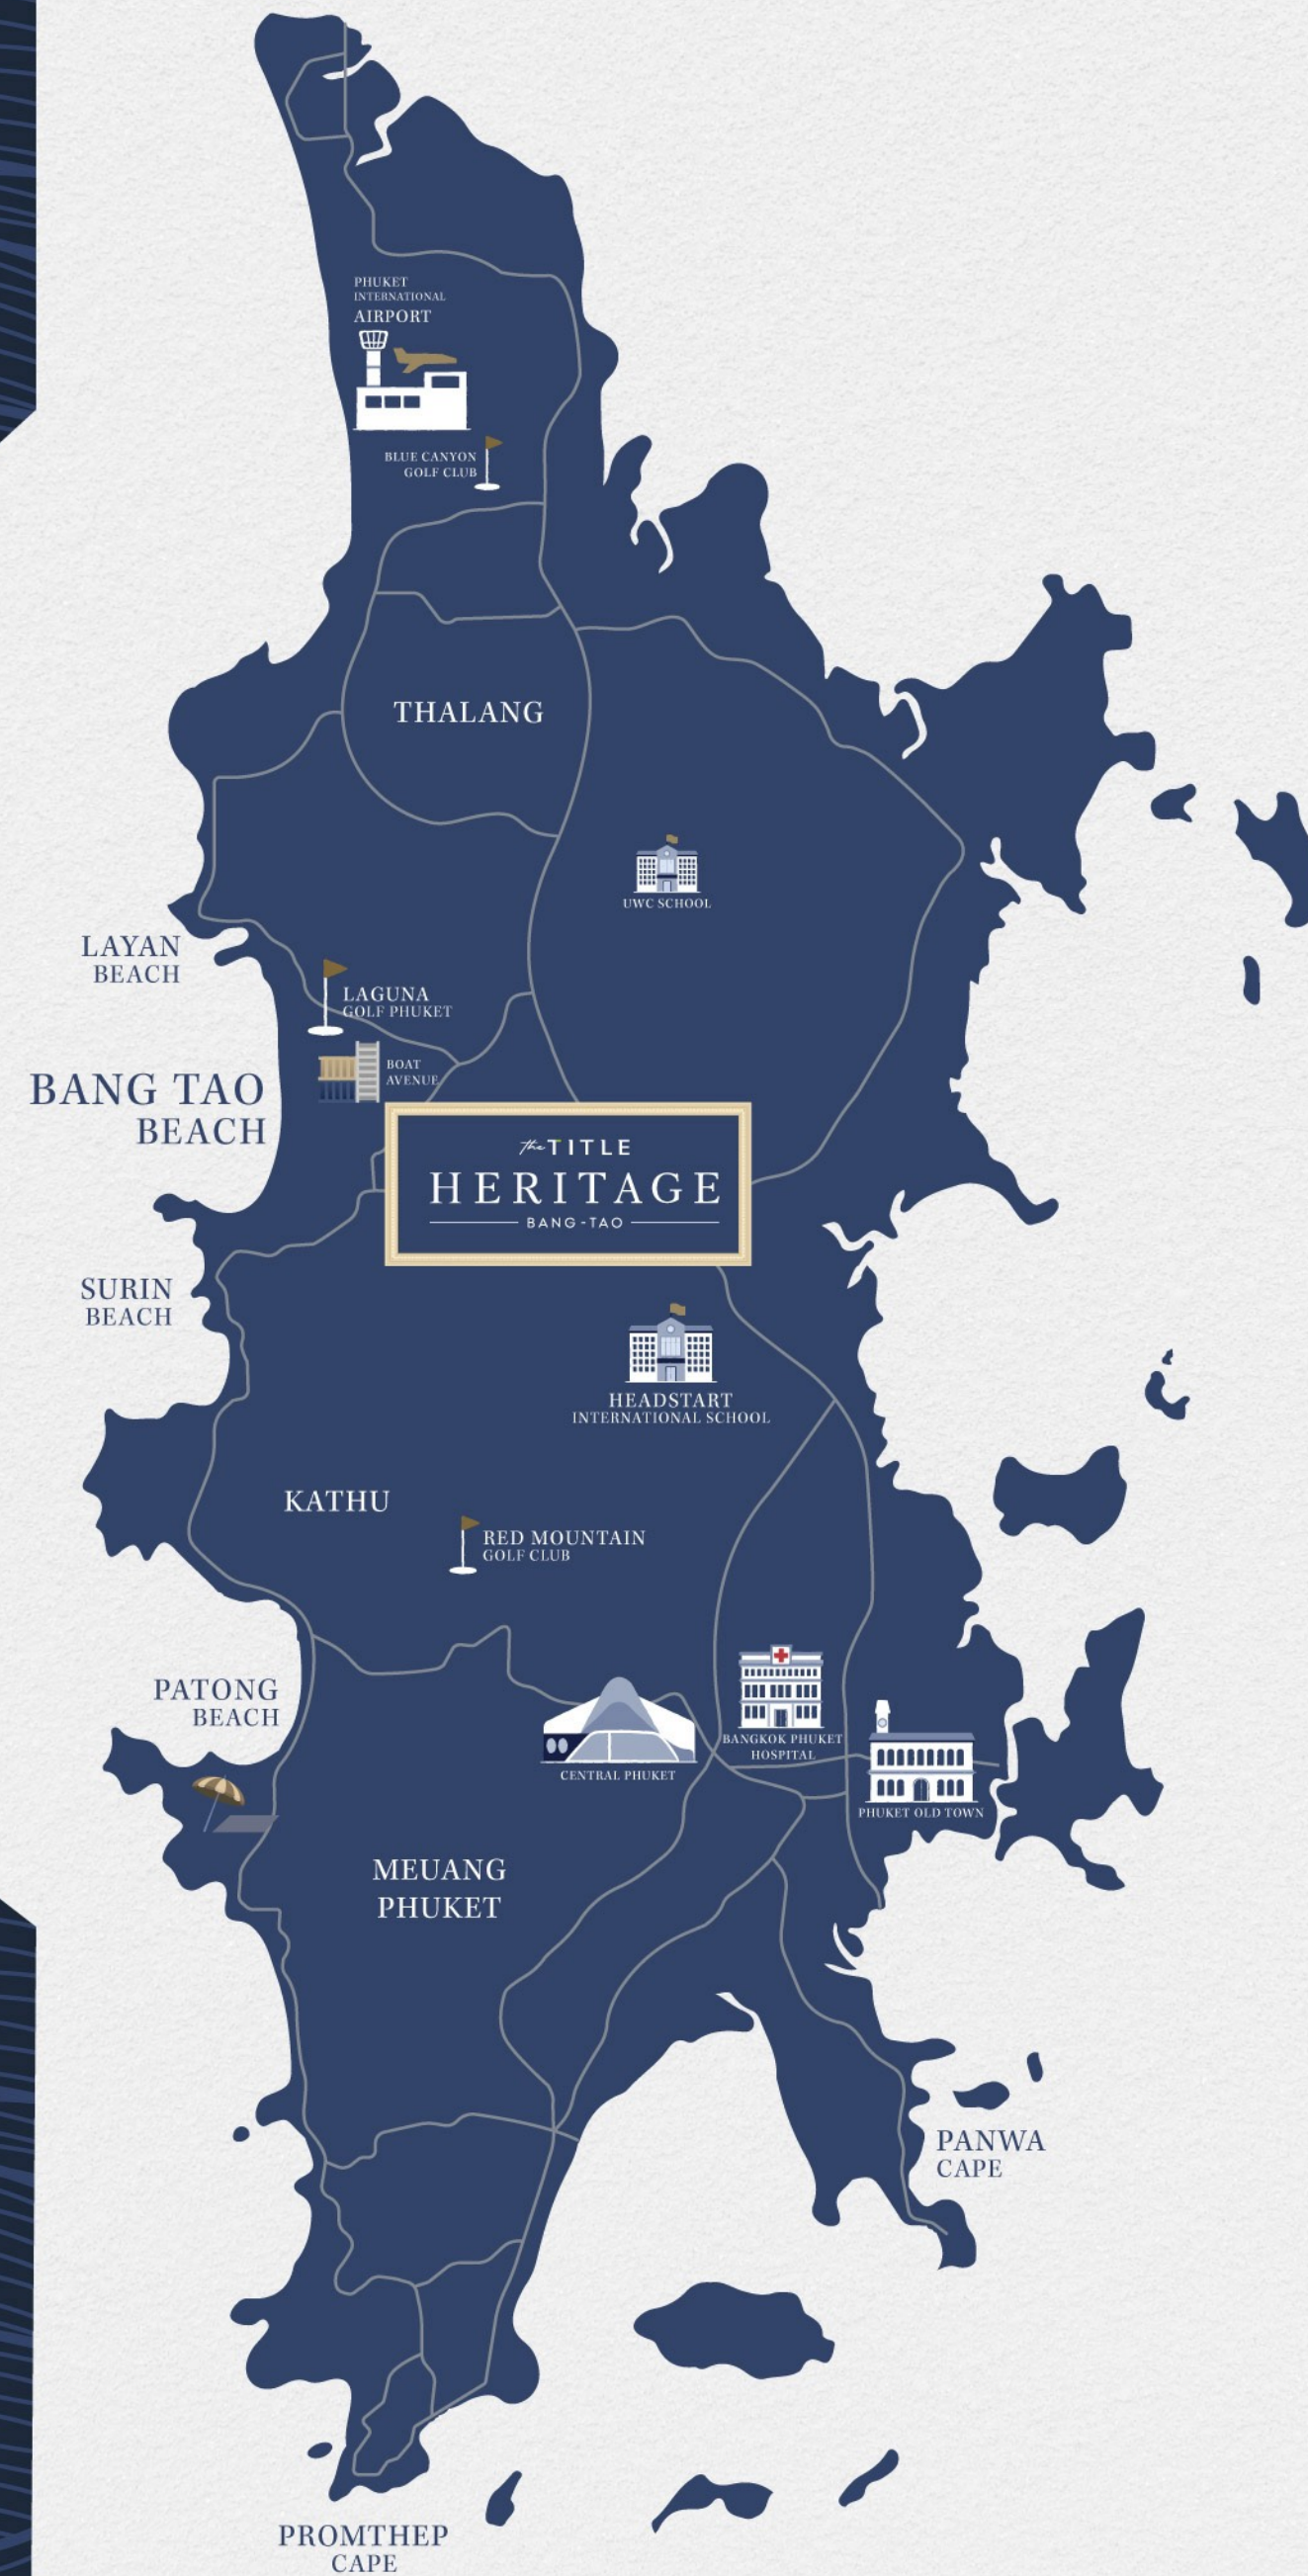 PHUKET
INTERNATIONAL
AIRPORT
BLUE CANYON
GOLF CLUB
THALANG
UWC SCHOOL
LAYAN
BEACH
LAGUNA
GOLF PHUKET
BOAT
AVENUE
BANG TAO
BEACH
the TITLE
HERITAGE
BANG-TAO
SURIN
BEACH
HEADSTART
INTERNATIONAL SCHOOL
KATHU
RED MOUNTAIN
GOLF CLUB
PATONG
BEACH
BANGKOK PHUKET
HOSPITAL
CENTRAL PHUKET
PHUKET OLD TOWN
MEUANG
PHUKET
PANWA
CAPE
PROMTHEP
CAPE